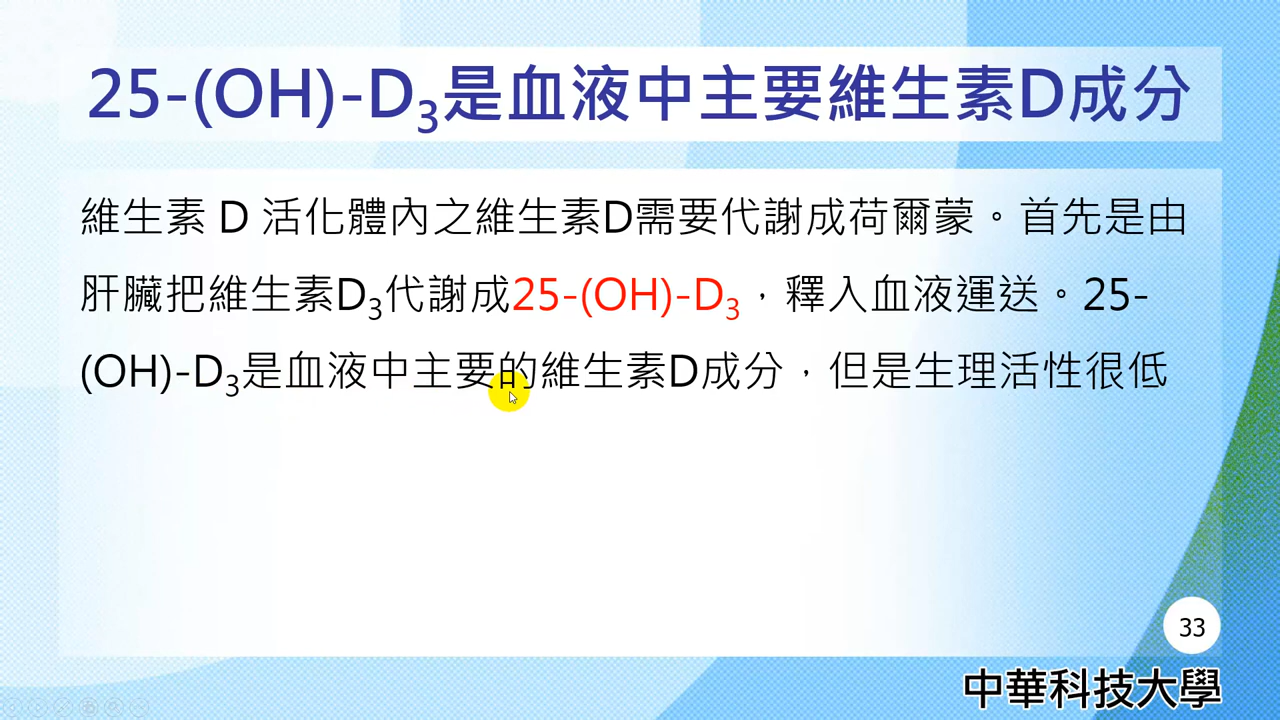 25-(OH)-D₃是血液中主要維生素D成分
維生素 D 活化體內之維生素D需要代謝成荷爾蒙。首先是由
肝臟把維生素D₃代謝成25-(OH)-D₃，釋入血液運送。25-
(OH)-D₃是血液中主要的維生素D成分，但是生理活性很低
33
中華科技大學